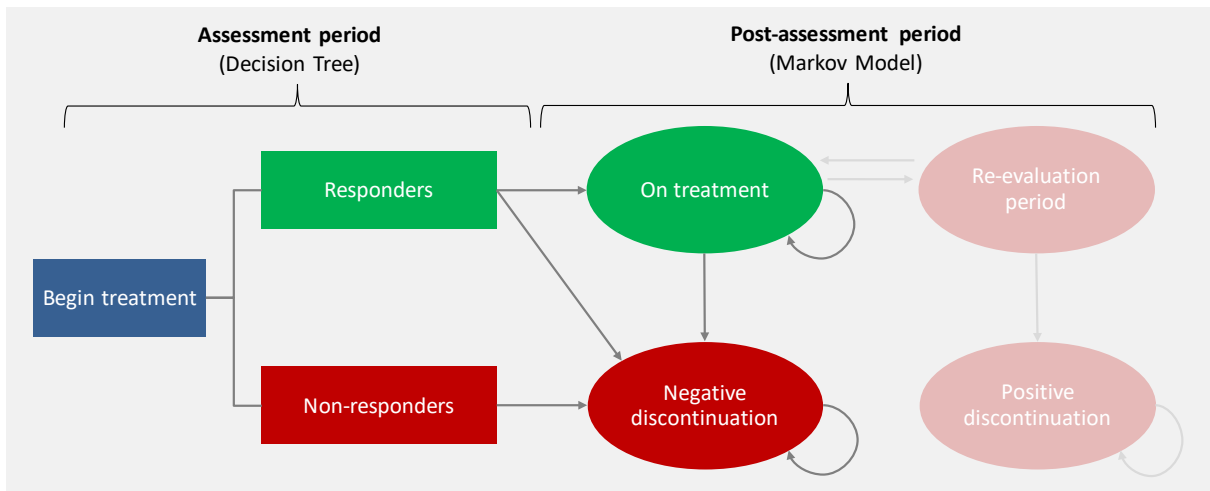 Assessment period
(Decision Tree)
Post-assessment period
(Markov Model)
Responders
On treatment
Re-evaluation
period
Begin treatment
Non-responders
Negative
discontinuation
Positive
discontinuation